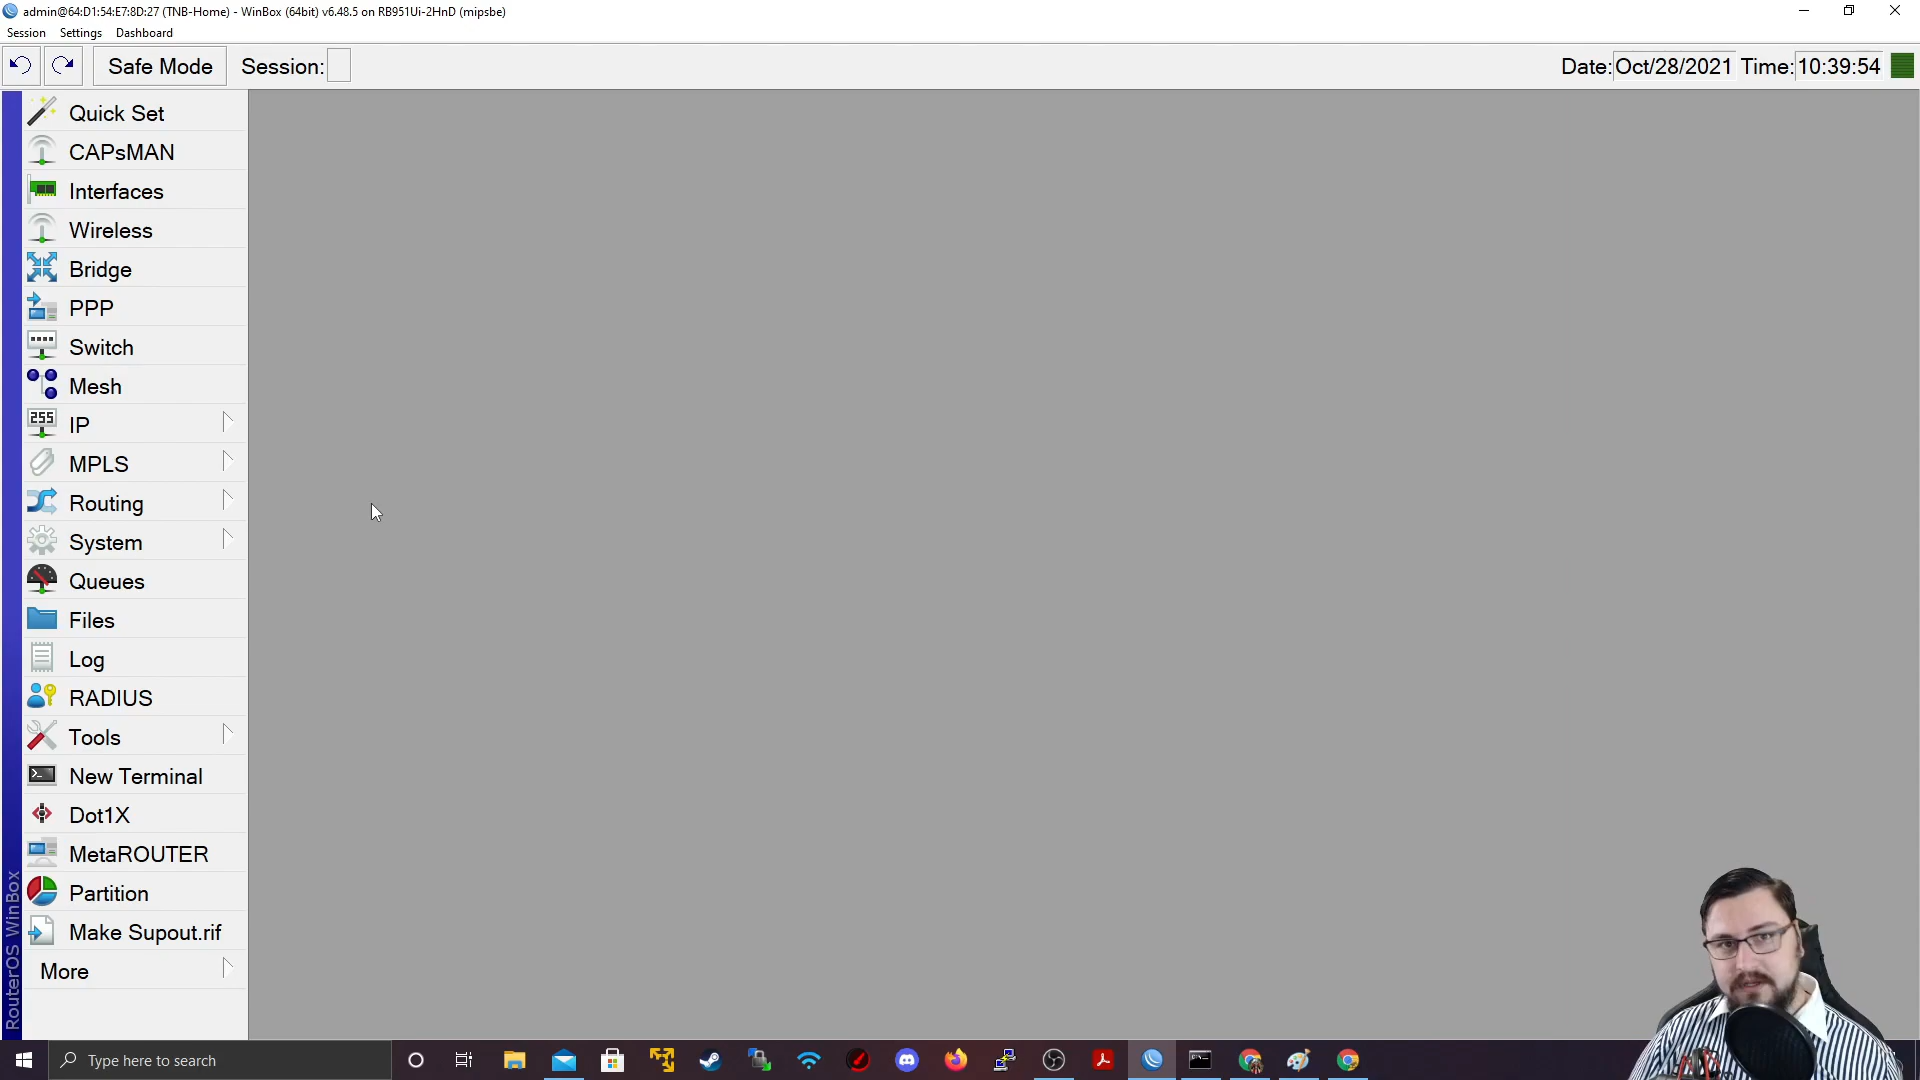 admin@64:D1:54:E7:8D:27 (TNB-Home) - WinBox (64bit) v6.48.5 on RB951Ui-2HnD (mipsbe)
Session Settings Dashboard
Safe Mode Session: Date: Oct/28/2021 Time: 10:39:54
Quick Set
CAPsMAN
Interfaces
Wireless
Bridge
PPP
Switch
Mesh
255 IP
MPLS
Routing
System
Queues
Files
Log
RADIUS
Tools
New Terminal
Dot1X
MetaROUTER
Partition
Make Supout.rif
More
RouterOS WinBox
Type here to search